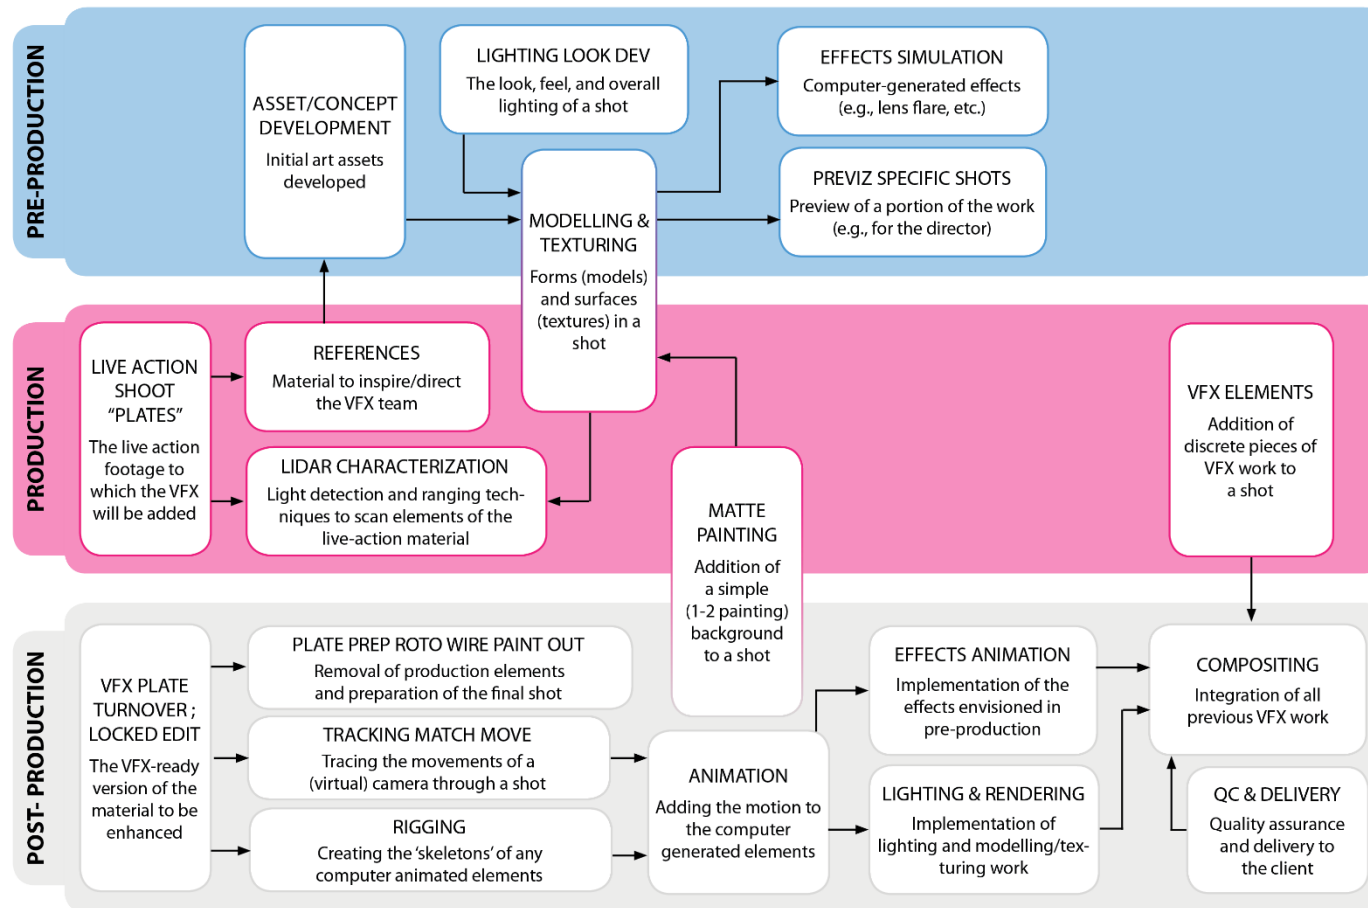 PRE-PRODUCTION
ASSET/CONCEPT
DEVELOPMENT
Initial art assets
developed
LIGHTING LOOK DEV
The look, feel, and overall
lighting of a shot
MODELLING &
TEXTURING
Forms (models)
and surfaces
(textures) in a
shot
EFFECTS SIMULATION
Computer-generated effects
(e.g., lens flare, etc.)
PREVIZ SPECIFIC SHOTS
Preview of a portion of the work
(e.g., for the director)
PRODUCTION
LIVE ACTION
SHOOT
“PLATES”
The live action
footage to
which the VFX
will be added
REFERENCES
Material to inspire/direct
the VFX team
LIDAR CHARACTERIZATION
Light detection and ranging tech-
niques to scan elements of the
live-action material
MATTE
PAINTING
Addition of
a simple
(1-2 painting)
background
to a shot
VFX ELEMENTS
Addition of
discrete pieces of
VFX work to
a shot
POST- PRODUCTION
VFX PLATE
TURNOVER ;
LOCKED EDIT
The VFX-ready
version of the
material to be
enhanced
PLATE PREP ROTO WIRE PAINT OUT
Removal of production elements
and preparation of the final shot
TRACKING MATCH MOVE
Tracing the movements of a
(virtual) camera through a shot
RIGGING
Creating the ‘skeletons’ of any
computer animated elements
ANIMATION
Adding the motion to
the computer
generated elements
EFFECTS ANIMATION
Implementation of the
effects envisioned in
pre-production
LIGHTING & RENDERING
Implementation of
lighting and modelling/tex-
turing work
COMPOSITING
Integration of all
previous VFX work
QC & DELIVERY
Quality assurance
and delivery to
the client